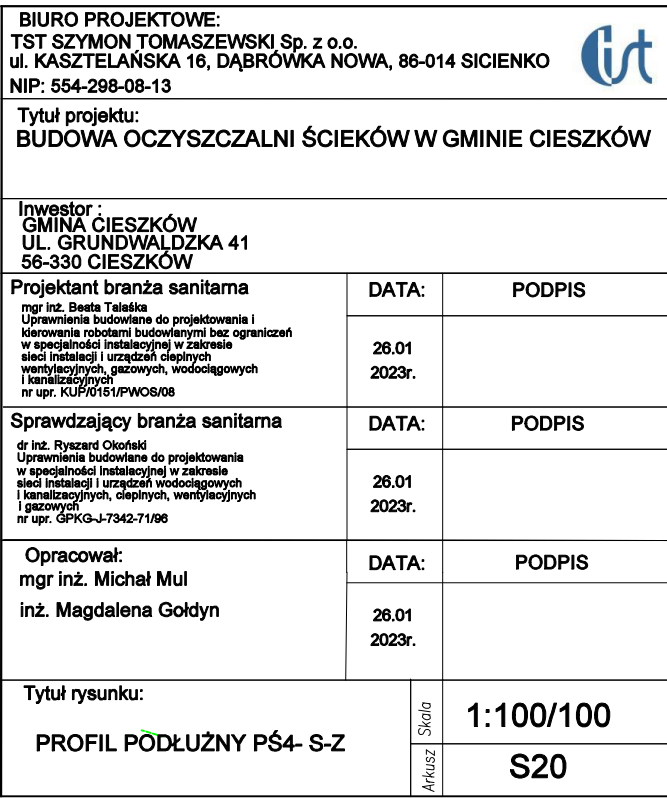 BIURO PROJEKTOWE:
TST SZYMON TOMASZEWSKI Sp. z o.o.
ul. KASZTELAŃSKA 16, DĄBRÓWKA NOWA, 86-014 SICIENKO
NIP: 554-298-08-13
tst
Tytuł projektu:
BUDOWA OCZYSZCZALNI ŚCIEKÓW W GMINIE CIESZKÓW
Inwestor :
GMINA CIESZKÓW
UL. GRUNDWALDZKA 41
56-330 CIESZKÓW
Projektant branża sanitarna
mgr inż. Beata Talaśka
Uprawnienia budowlane do projektowania i
kierowania robotami budowlanymi bez ograniczeń
w specjalności instalacyjnej w zakresie
sieci instalacji i urządzeń cieplnych
wentylacyjnych, gazowych, wodociągowych
i kanalizacyjnych
nr upr. KUP/0151/PWOS/08
DATA:
26.01
2023r.
PODPIS
Sprawdzający branża sanitarna
dr inż. Ryszard Okoński
Uprawnienia budowlane do projektowania
w specjalności instalacyjnej w zakresie
sieci instalacji i urządzeń wodociągowych
i kanalizacyjnych, cieplnych, wentylacyjnych
i gazowych
nr upr. GPKG-J-7342-71/96
DATA:
26.01
2023r.
PODPIS
Opracował:
mgr inż. Michał Mul
inż. Magdalena Gołdyn
DATA:
26.01
2023r.
PODPIS
Tytuł rysunku:
PROFIL PODŁUŻNY PŚ4- S-Z
Skala
1:100/100
Arkusz
S20